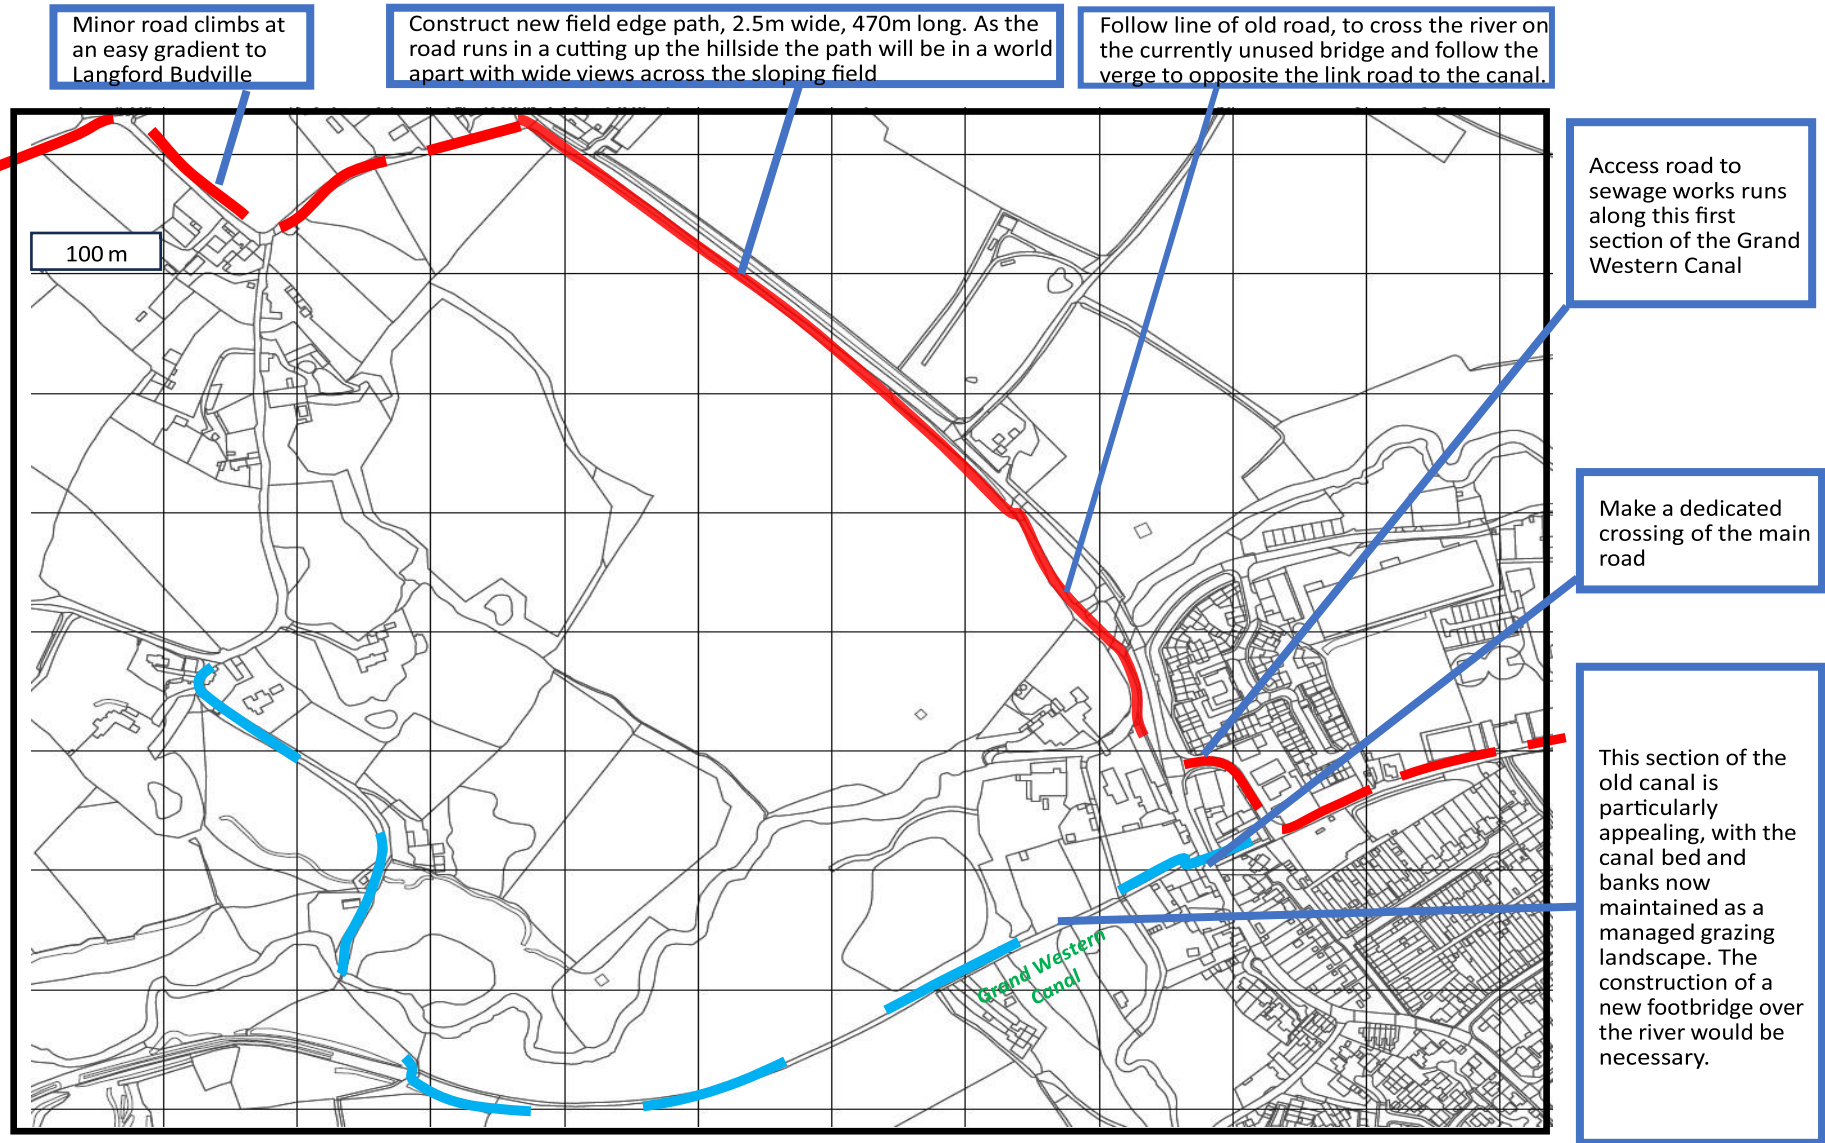 Minor road climbs at
an easy gradient to
Langford Budville
Construct new field edge path, 2.5m wide, 470m long. As the
road runs in a cutting up the hillside the path will be in a world
apart with wide views across the sloping field
Follow line of old road, to cross the river on
the currently unused bridge and follow the
verge to opposite the link road to the canal.
Access road to
sewage works runs
along this first
section of the Grand
Western Canal
100 m
Make a dedicated
crossing of the main
road
This section of the
old canal is
particularly
appealing, with the
canal bed and
banks now
maintained as a
managed grazing
landscape. The
construction of a
new footbridge over
the river would be
necessary.
Grand Western
Canal